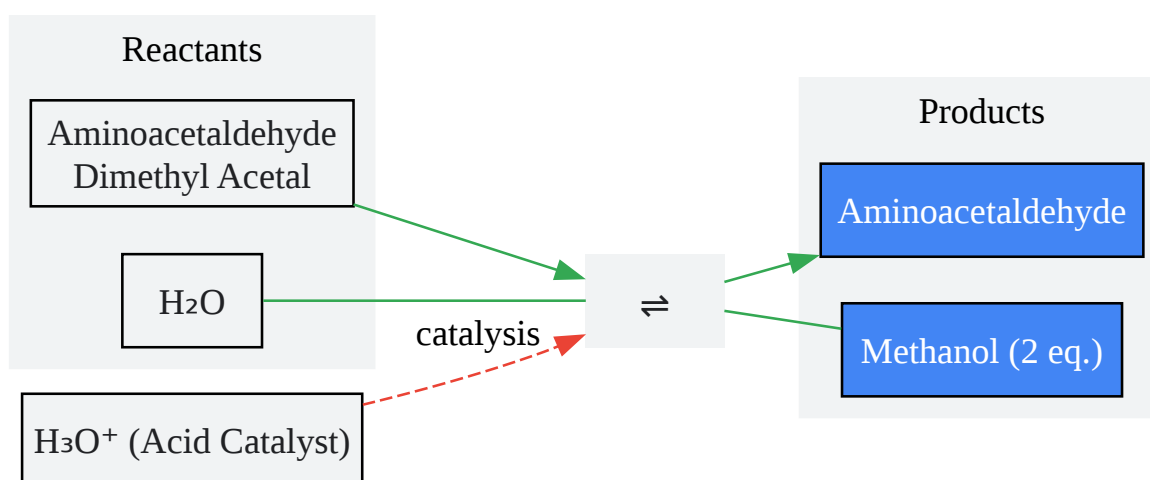 Reactants
Aminoacetaldehyde
Dimethyl Acetal
H₂O
catalysis
H₃O⁺ (Acid Catalyst)
⇌
Products
Aminoacetaldehyde
Methanol (2 eq.)